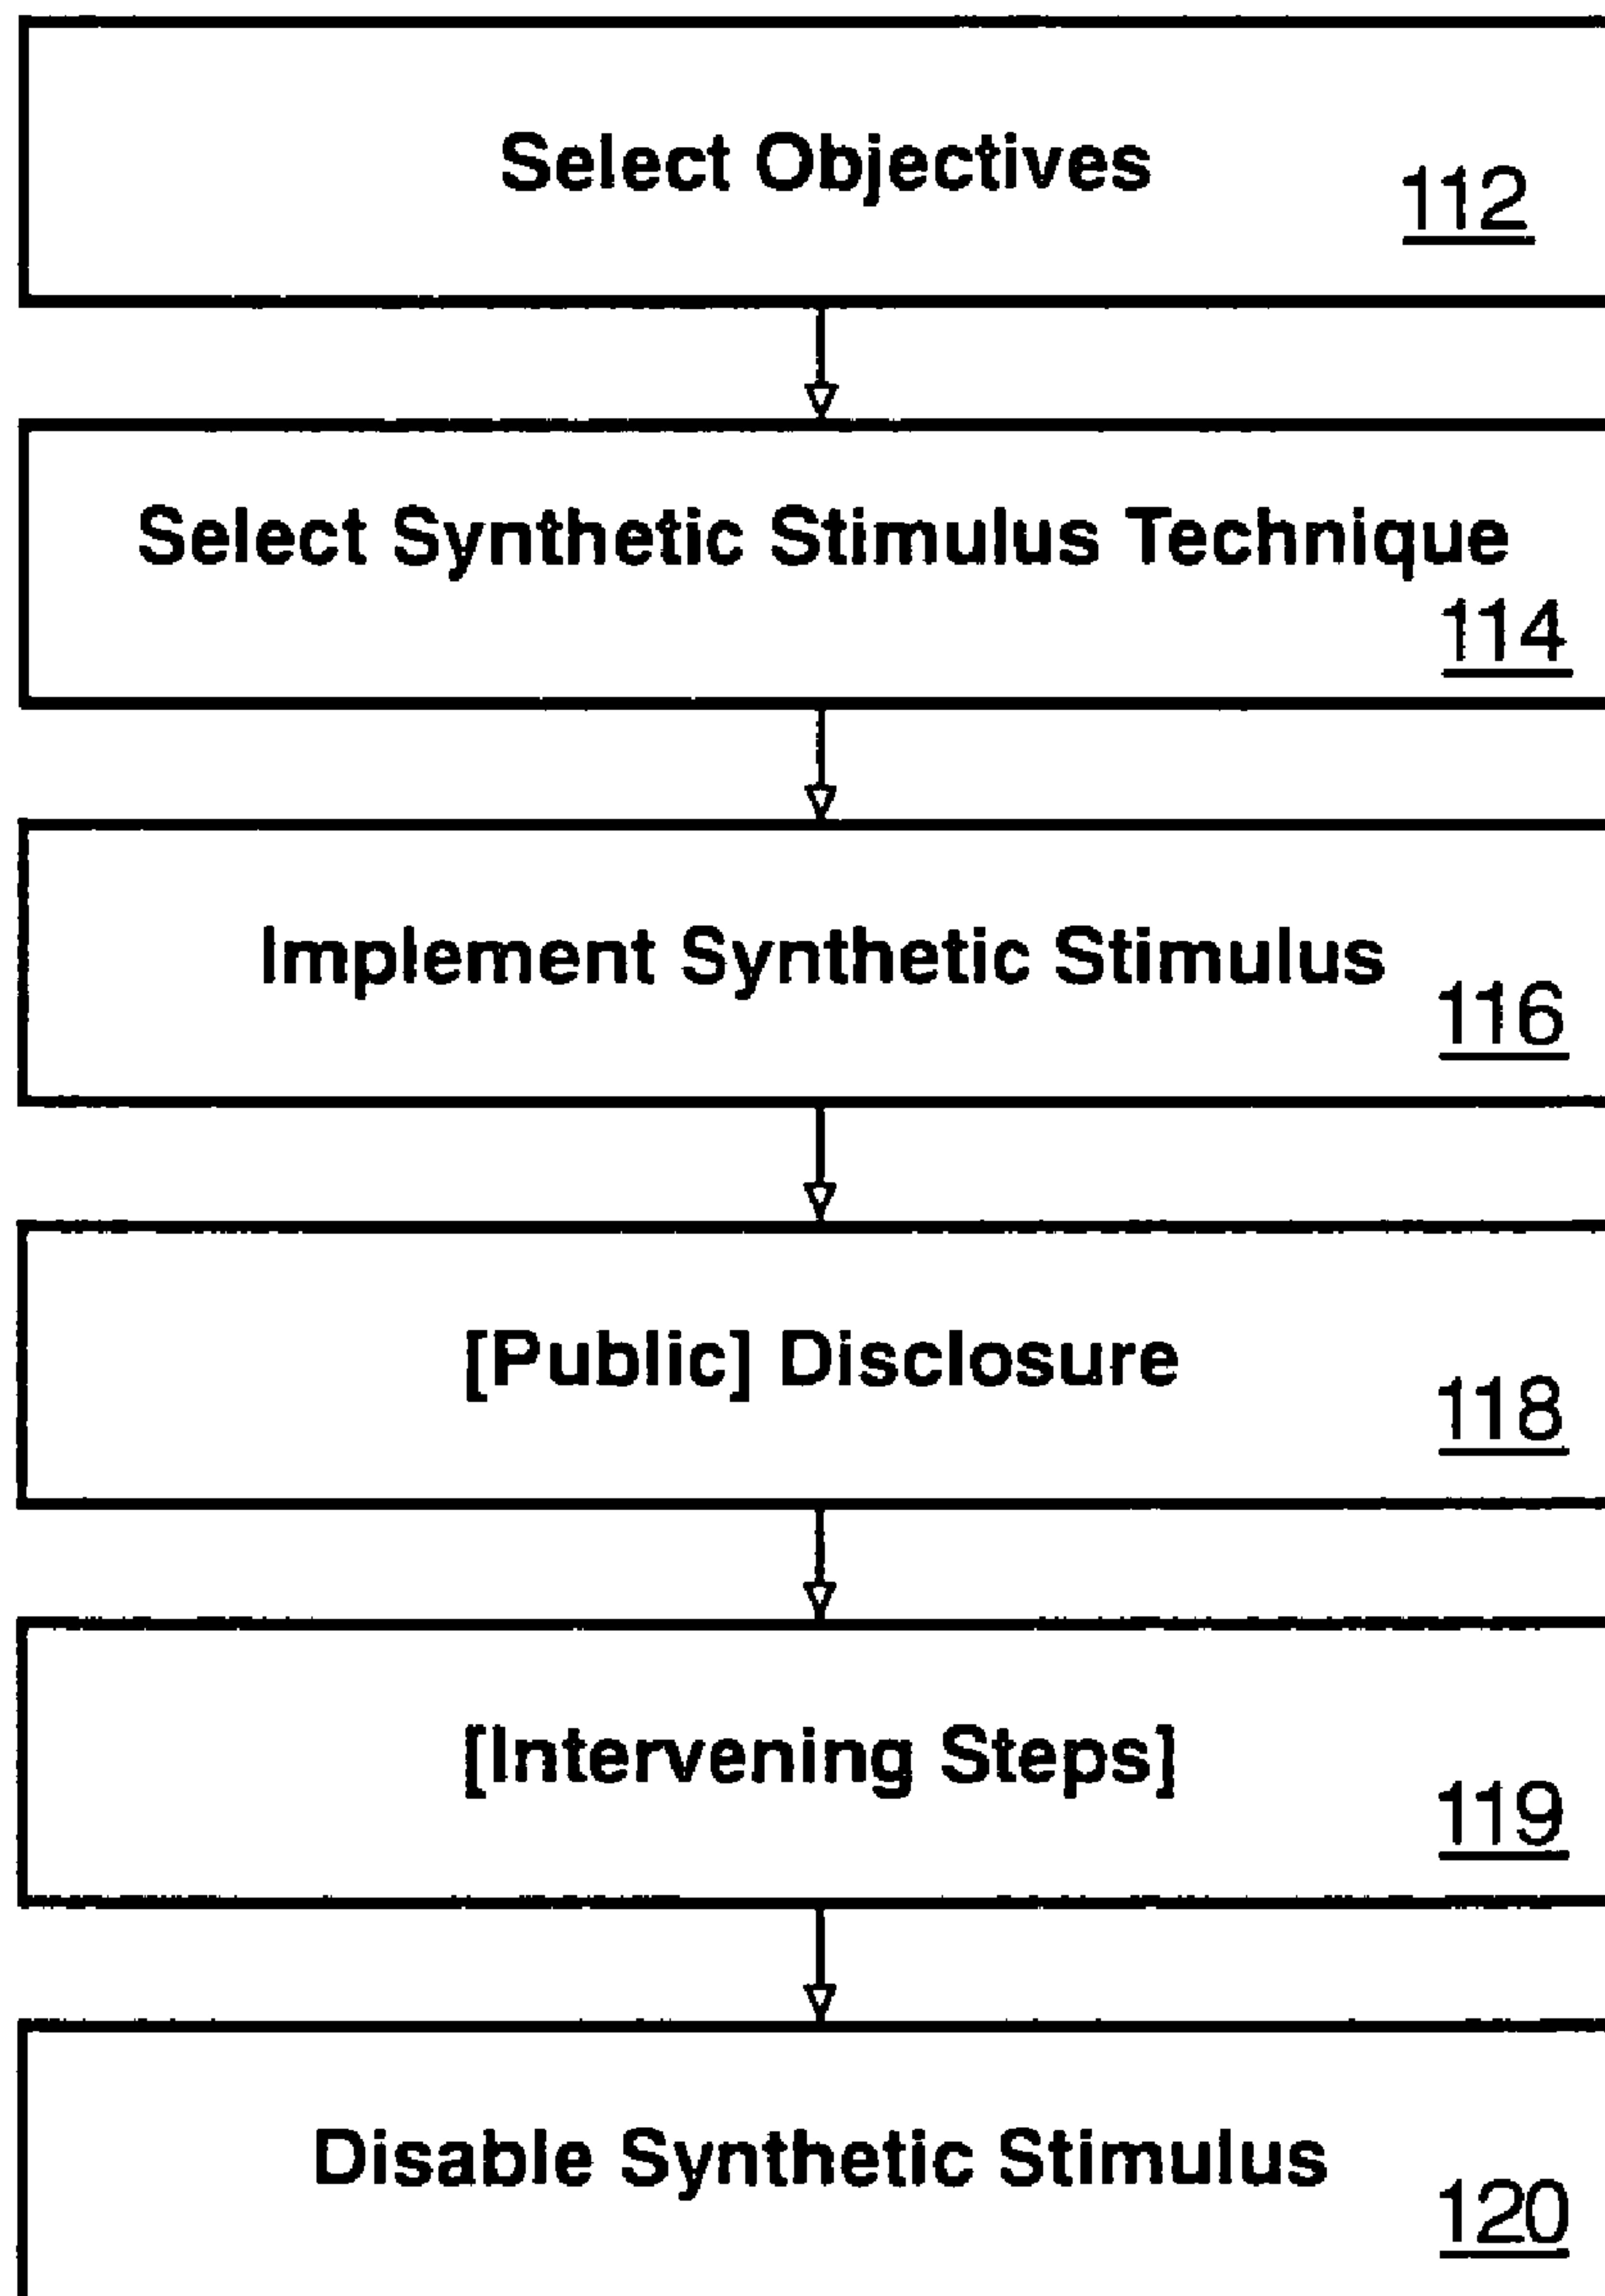 Select Objectives
112
Select Synthetic Stimulus Technique
114
Implement Synthetic Stimulus
116
[Public] Disclosure
118
[Intervening Steps]
119
Disable Synthetic Stimulus
120